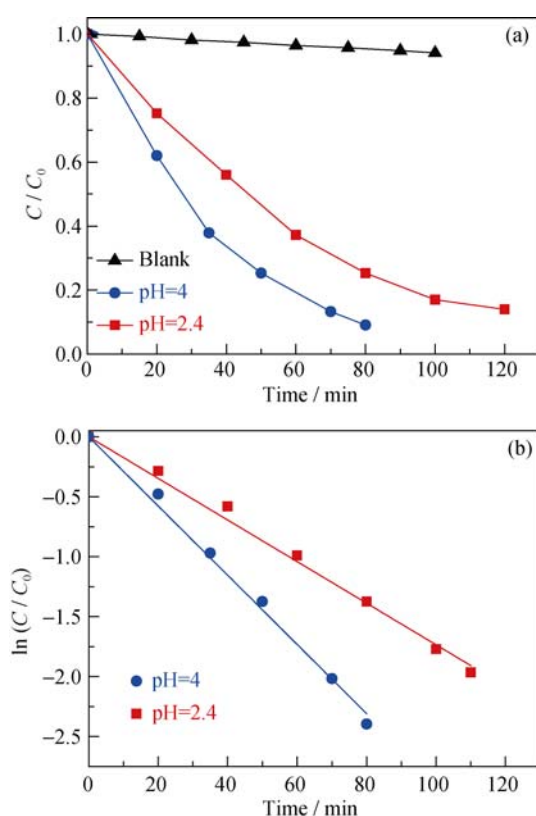 (a)
1.0
0.8
0.6
0.4
0.2
0.0
C / C₀
Blank
pH=4
pH=2.4
0 20 40 60 80 100 120
Time / min
(b)
0.0
−0.5
−1.0
−1.5
−2.0
−2.5
ln (C / C₀)
pH=4
pH=2.4
0 20 40 60 80 100 120
Time / min